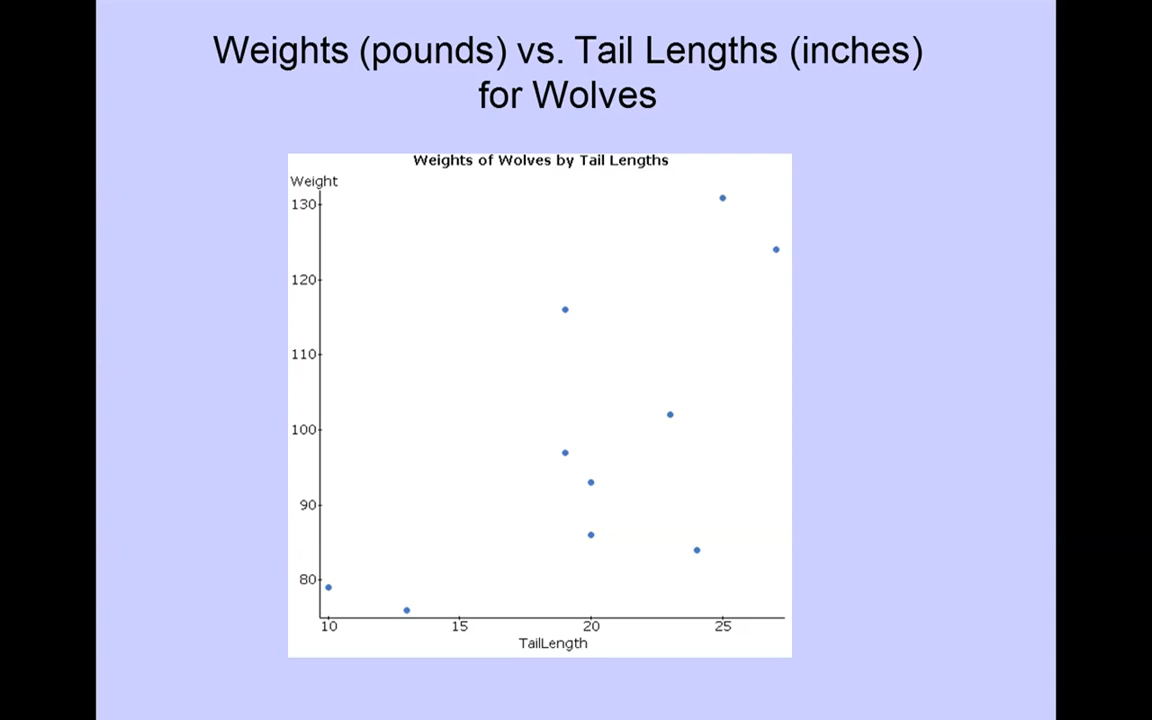 Weights (pounds) vs. Tail Lengths (inches)
for Wolves
Weights of Wolves by Tail Lengths
Weight
130
120
110
100
90
80
10 15 20 25
TailLength